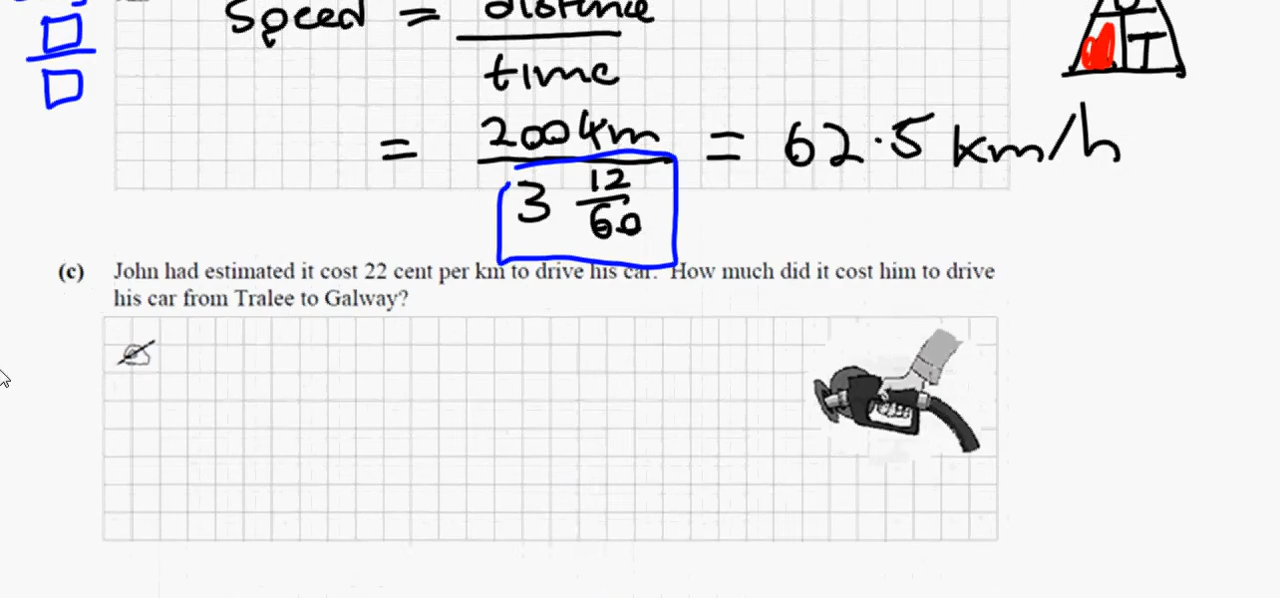 Speed = distance
time
= 200km = 62.5 km/h
3 12
60
T
(c) John had estimated it cost 22 cent per km to drive his car. How much did it cost him to drive
his car from Tralee to Galway?